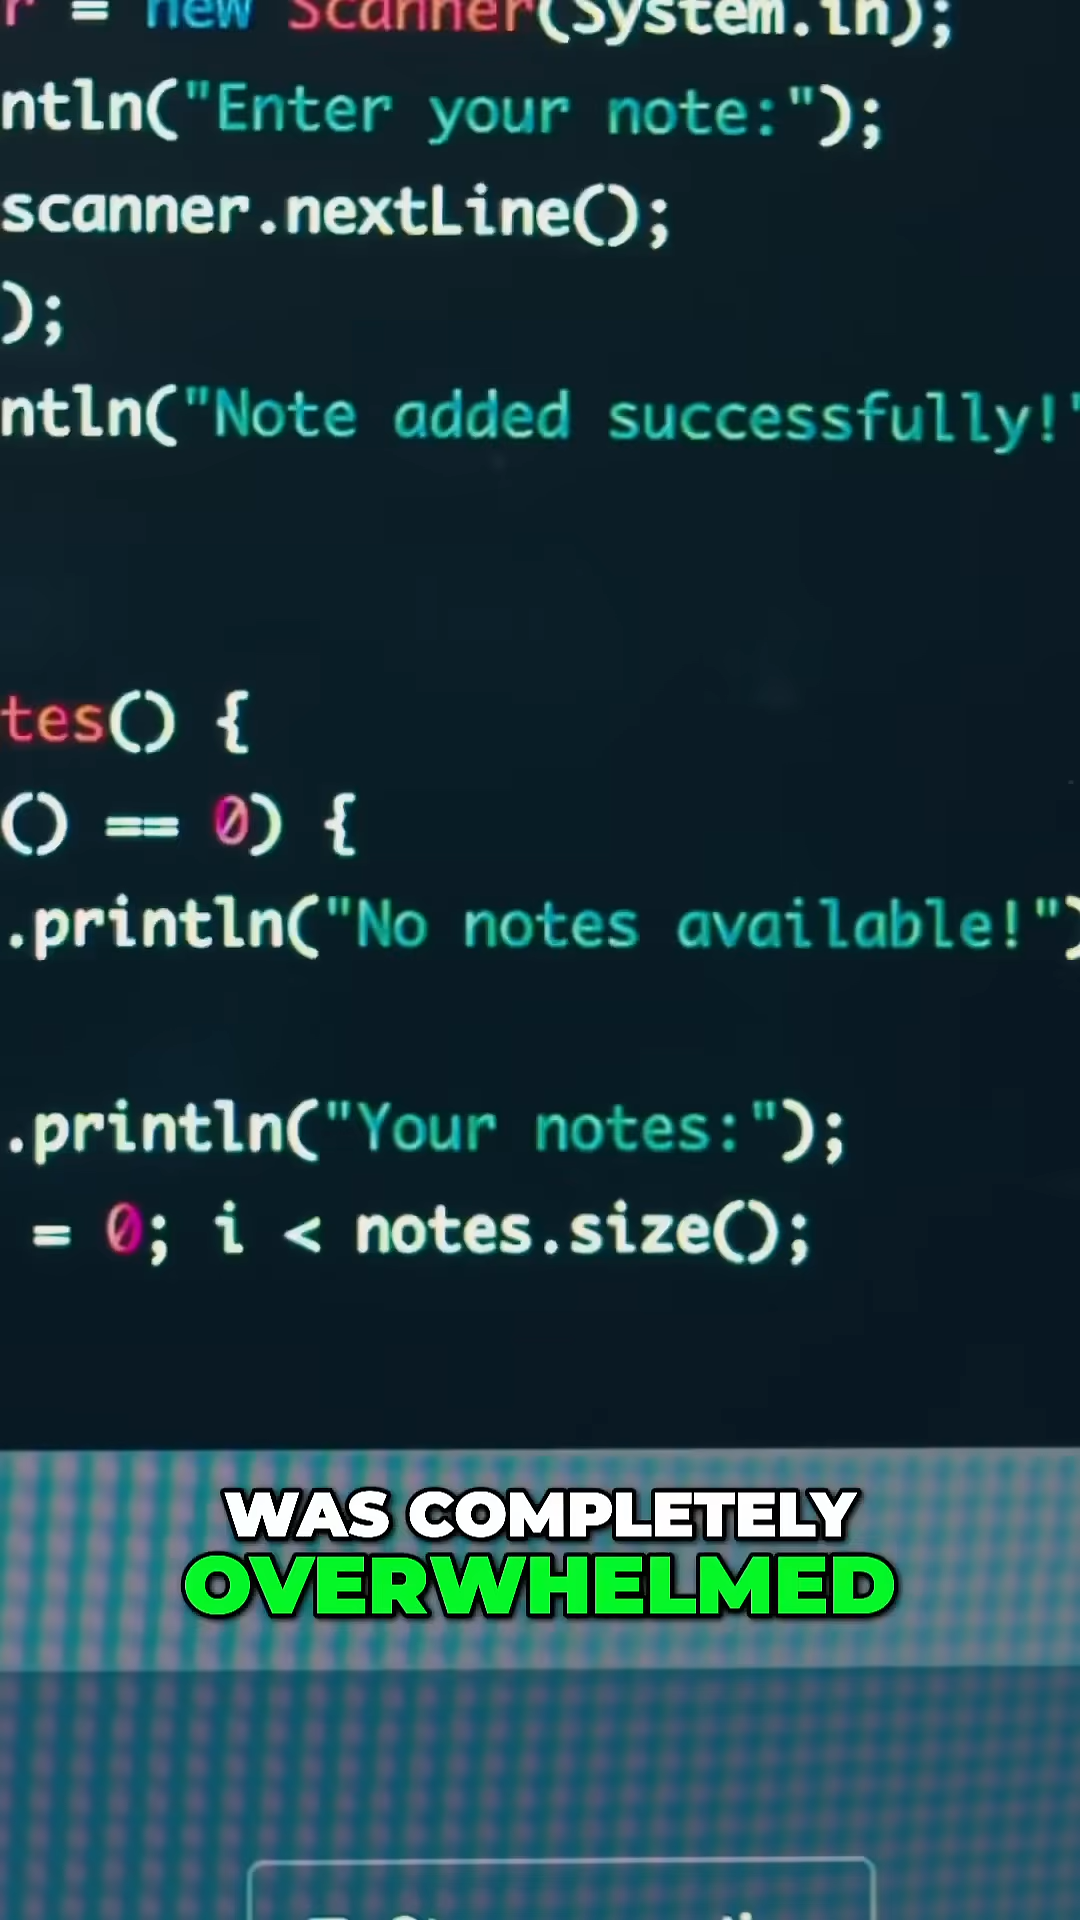 r = new Scanner(System.in);
ntln("Enter your note:");
scanner.nextLine();
);
ntln("Note added successfully!"
tes() {
() == 0) {
.println("No notes available!")
.println("Your notes:");
= 0; i < notes.size();
WAS COMPLETELY
OVERWHELMED